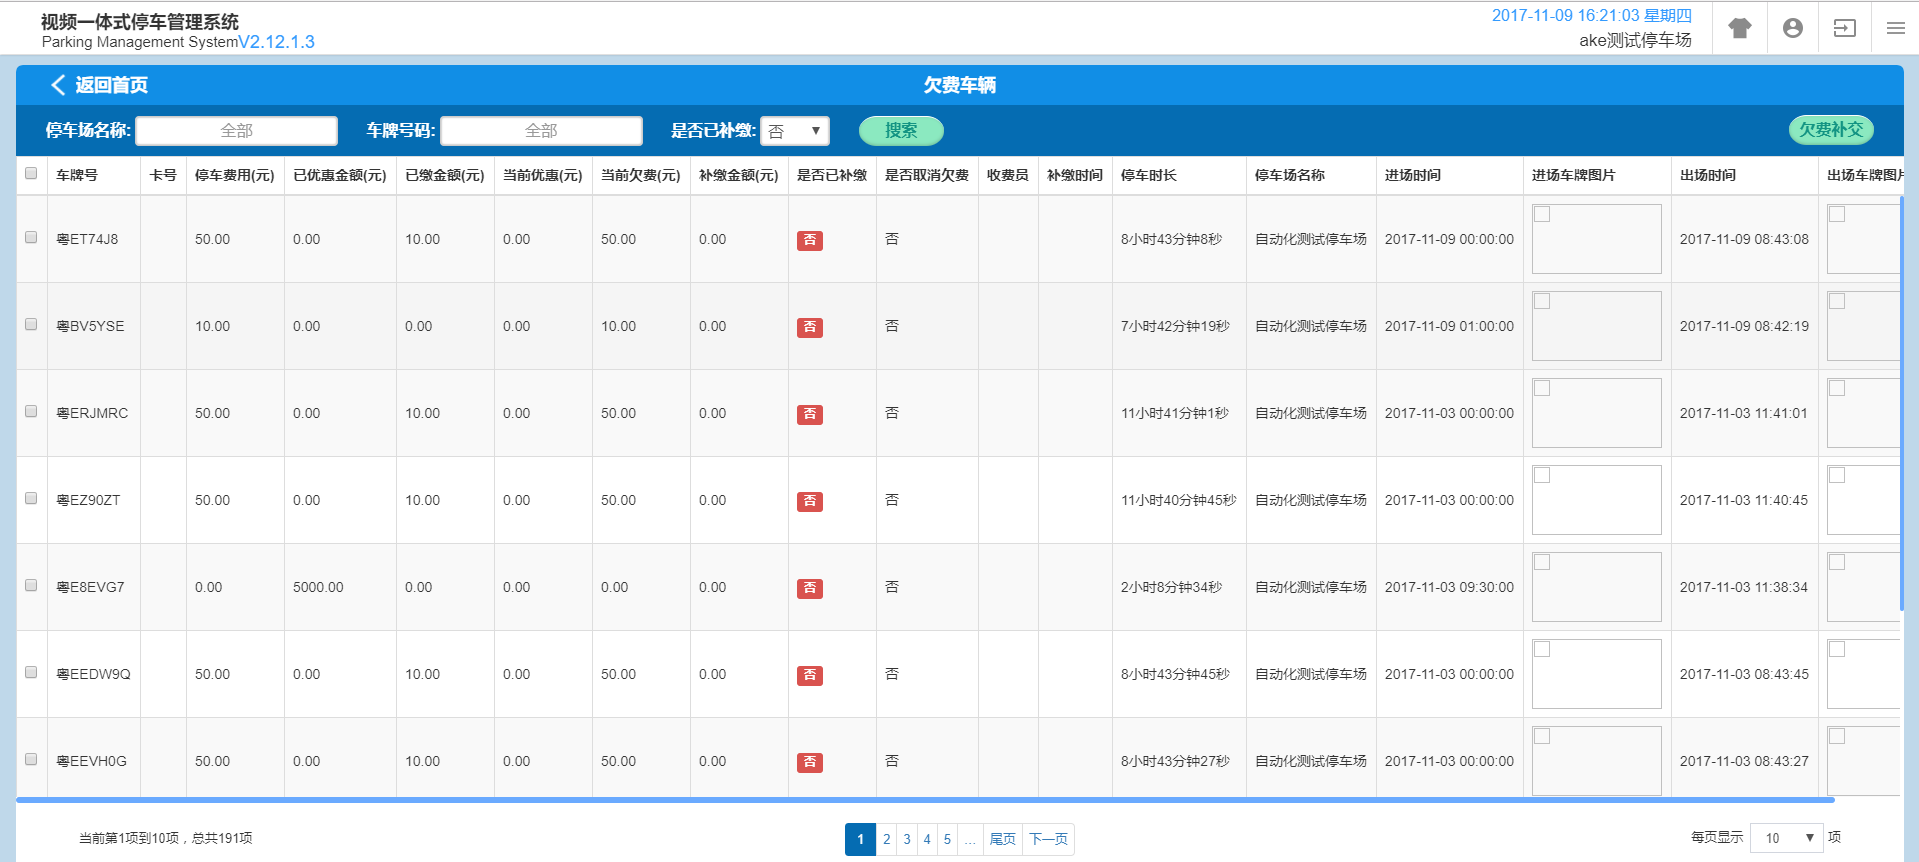 视频一体式停车管理系统
Parking Management SystemV2.12.1.3
2017-11-09 16:21:03 星期四
ake测试停车场
返回首页
欠费车辆
停车场名称: 全部 车牌号码: 全部 是否已补缴: 否 搜索 欠费补交
车牌号 卡号 停车费用(元) 已优惠金额(元) 已缴金额(元) 当前优惠(元) 当前欠费(元) 补缴金额(元) 是否已补缴 是否取消欠费 收费员 补缴时间 停车时长 停车场名称 进场时间 进场车牌图片 出场时间 出场车牌图片
粤ET74J8 50.00 0.00 10.00 0.00 50.00 0.00 否 否 8小时43分钟8秒 自动化测试停车场 2017-11-09 00:00:00 2017-11-09 08:43:08
粤BV5YSE 10.00 0.00 0.00 0.00 10.00 0.00 否 否 7小时42分钟19秒 自动化测试停车场 2017-11-09 01:00:00 2017-11-09 08:42:19
粤ERJMRC 50.00 0.00 10.00 0.00 50.00 0.00 否 否 11小时41分钟1秒 自动化测试停车场 2017-11-03 00:00:00 2017-11-03 11:41:01
粤EZ90ZT 50.00 0.00 10.00 0.00 50.00 0.00 否 否 11小时40分钟45秒 自动化测试停车场 2017-11-03 00:00:00 2017-11-03 11:40:45
粤E8EVG7 0.00 5000.00 0.00 0.00 0.00 0.00 否 否 2小时8分钟34秒 自动化测试停车场 2017-11-03 09:30:00 2017-11-03 11:38:34
粤EEDW9Q 50.00 0.00 10.00 0.00 50.00 0.00 否 否 8小时43分钟45秒 自动化测试停车场 2017-11-03 00:00:00 2017-11-03 08:43:45
粤EEVH0G 50.00 0.00 10.00 0.00 50.00 0.00 否 否 8小时43分钟27秒 自动化测试停车场 2017-11-03 00:00:00 2017-11-03 08:43:27
当前第1项到10项，总共191项 1 2 3 4 5 ... 尾页 下一页 每页显示 10 项